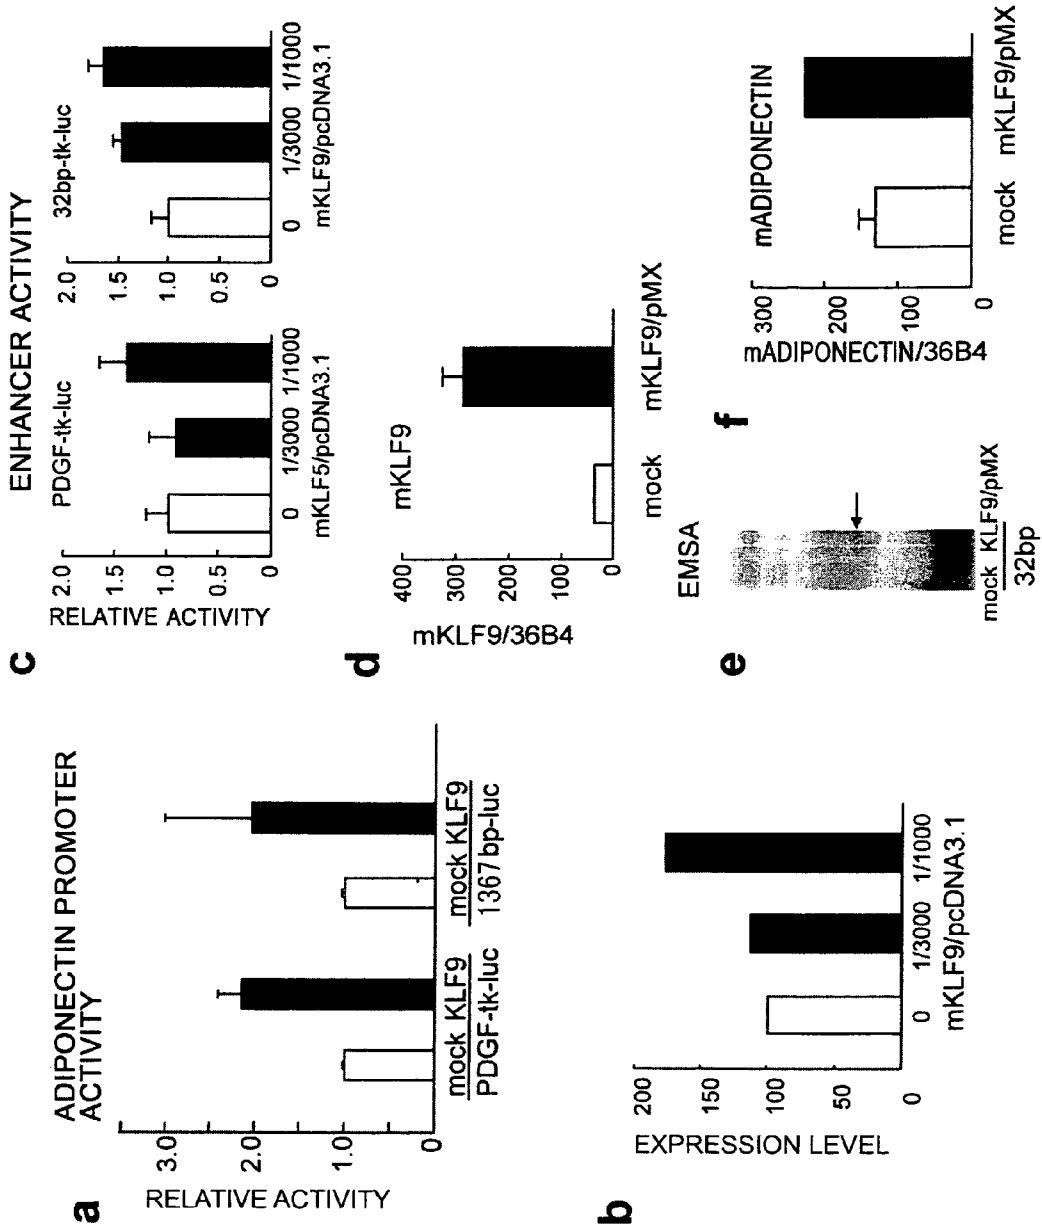 a
ADIPONECTIN PROMOTER
ACTIVITY
RELATIVE ACTIVITY
3.0
2.0
1.0
0
mock KLF9
PDGF-tk-luc
mock KLF9
1367bp-luc
b
EXPRESSION LEVEL
200
150
100
50
0
0 1/3000 1/1000
mKLF9/pcDNA3.1
c
ENHANCER ACTIVITY
PDGF-tk-luc
RELATIVE ACTIVITY
2.0
1.5
1.0
0.5
0
0 1/3000 1/1000
mKLF5/pcDNA3.1
32bp-tk-luc
2.0
1.5
1.0
0.5
0
0 1/3000 1/1000
mKLF9/pcDNA3.1
d
mKLF9
mKLF9/36B4
400
300
200
100
0
mock mKLF9/pMX
e
EMSA
mock KLF9/pMX
32bp
f
mADIPONECTIN
mADIPONECTIN/36B4
300
200
100
0
mock mKLF9/pMX